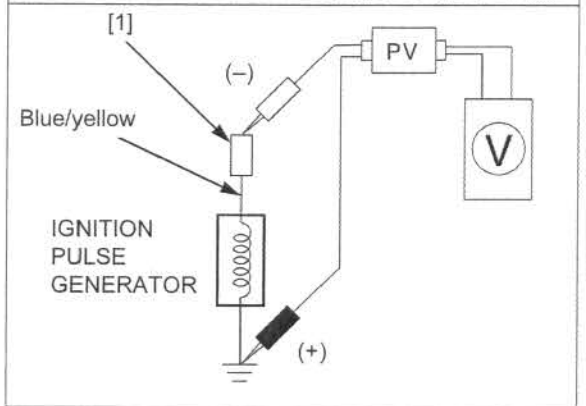 [1]
(–)
PV
Blue/yellow
V
IGNITION
PULSE
GENERATOR
(+)